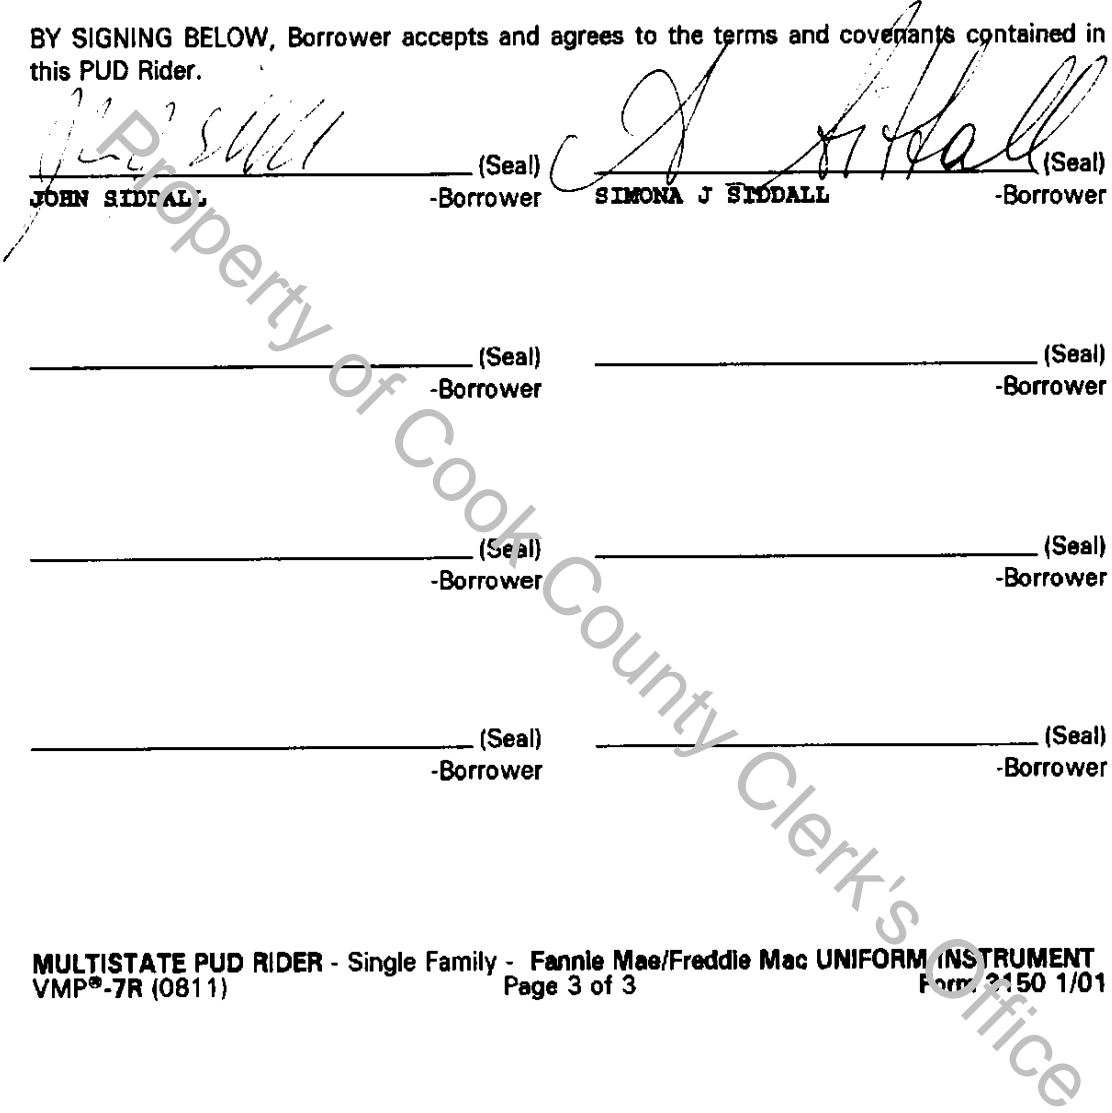 BY SIGNING BELOW, Borrower accepts and agrees to the terms and covenants contained in
this PUD Rider.
(Seal) (Seal)
JOHN SIDDALL -Borrower SIMONA J SIDDALL -Borrower
(Seal) (Seal)
-Borrower -Borrower
(Seal) (Seal)
-Borrower -Borrower
(Seal) (Seal)
-Borrower -Borrower
Property of Cook County Clerk's Office
MULTISTATE PUD RIDER - Single Family - Fannie Mae/Freddie Mac UNIFORM INSTRUMENT
VMP®-7R (0811) Page 3 of 3 Form 3150 1/01